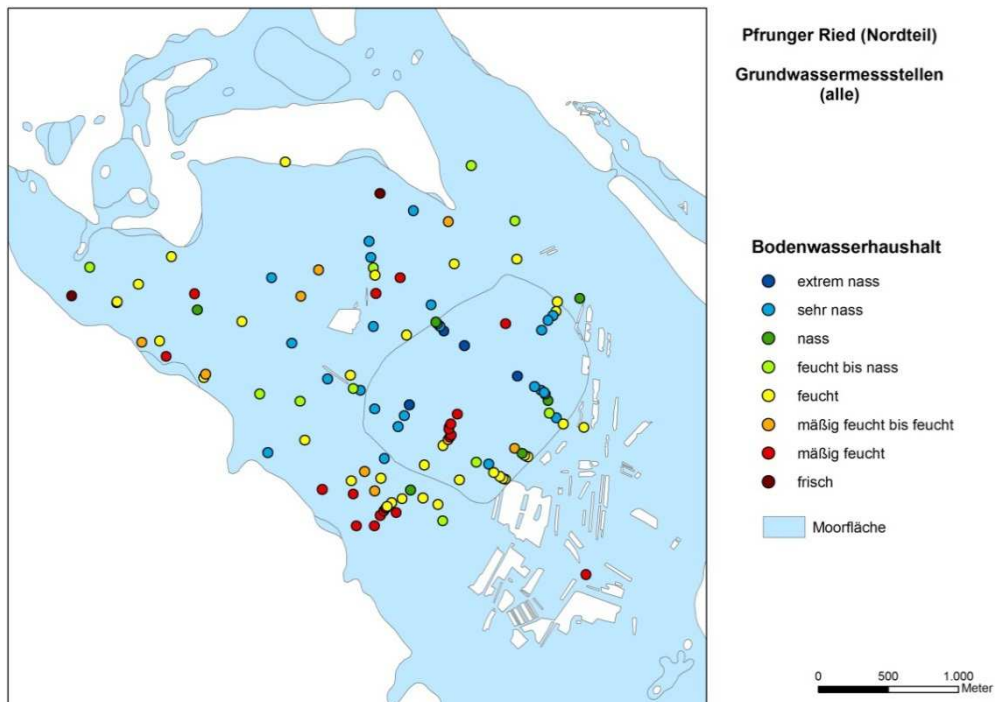 Pfrunger Ried (Nordteil)
Grundwassermessstellen
(alle)
Bodenwasserhaushalt
extrem nass
sehr nass
nass
feucht bis nass
feucht
mäßig feucht bis feucht
mäßig feucht
frisch
Moorfläche
0 500 1.000
Meter